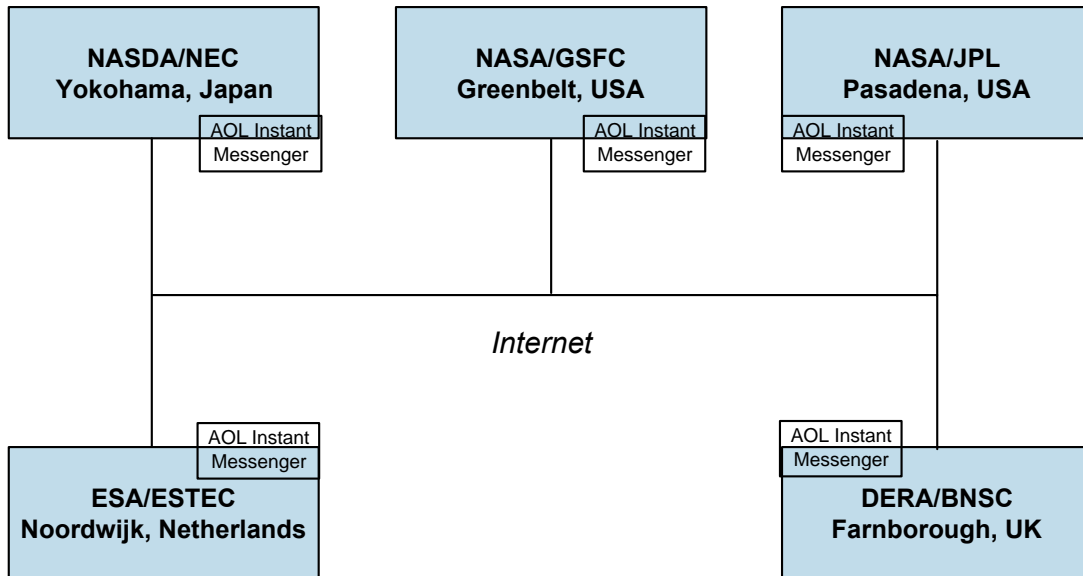 NASDA/NEC
Yokohama, Japan
AOL Instant
Messenger
NASA/GSFC
Greenbelt, USA
AOL Instant
Messenger
NASA/JPL
Pasadena, USA
AOL Instant
Messenger
Internet
AOL Instant
Messenger
ESA/ESTEC
Noordwijk, Netherlands
AOL Instant
Messenger
DERA/BNSC
Farnborough, UK